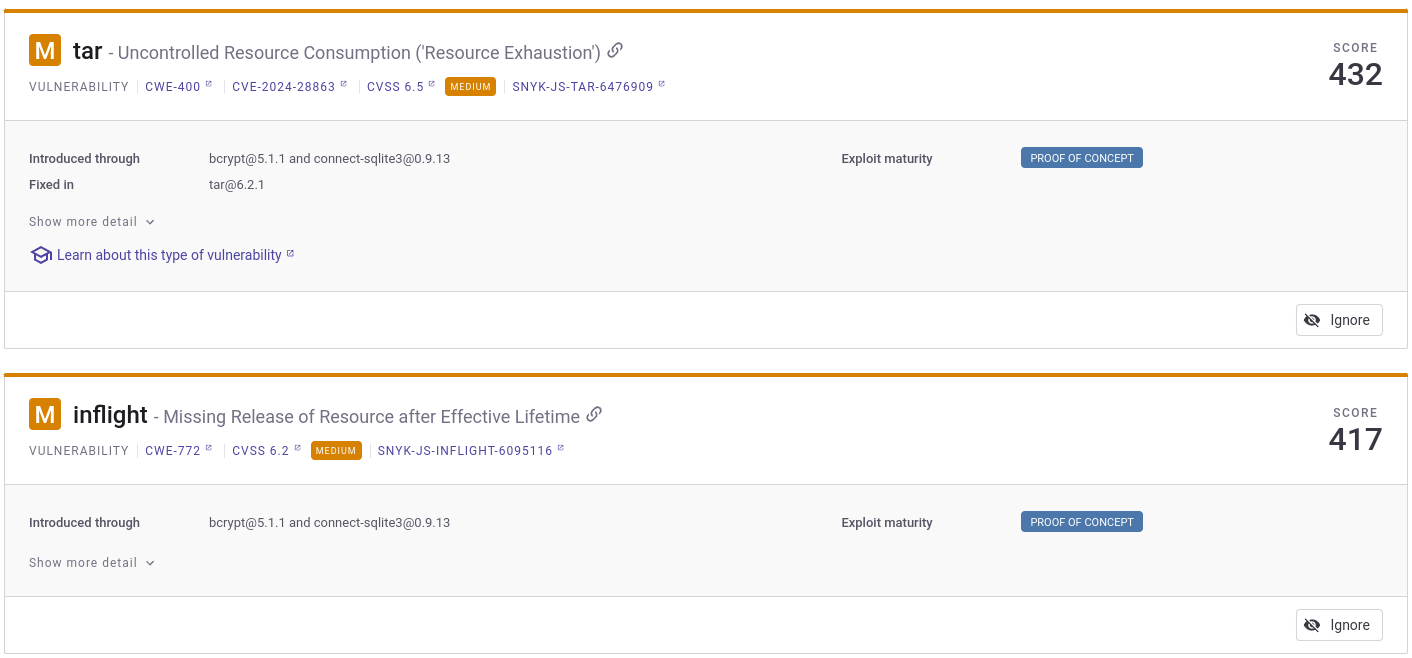 M tar - Uncontrolled Resource Consumption ('Resource Exhaustion')
SCORE
432
VULNERABILITY CWE-400 CVE-2024-28863 CVSS 6.5 MEDIUM SNYK-JS-TAR-6476909
Introduced through bcrypt@5.1.1 and connect-sqlite3@0.9.13 Exploit maturity PROOF OF CONCEPT
Fixed in tar@6.2.1
Show more detail
Learn about this type of vulnerability
Ignore
M inflight - Missing Release of Resource after Effective Lifetime
SCORE
417
VULNERABILITY CWE-772 CVSS 6.2 MEDIUM SNYK-JS-INFLIGHT-6095116
Introduced through bcrypt@5.1.1 and connect-sqlite3@0.9.13 Exploit maturity PROOF OF CONCEPT
Show more detail
Ignore